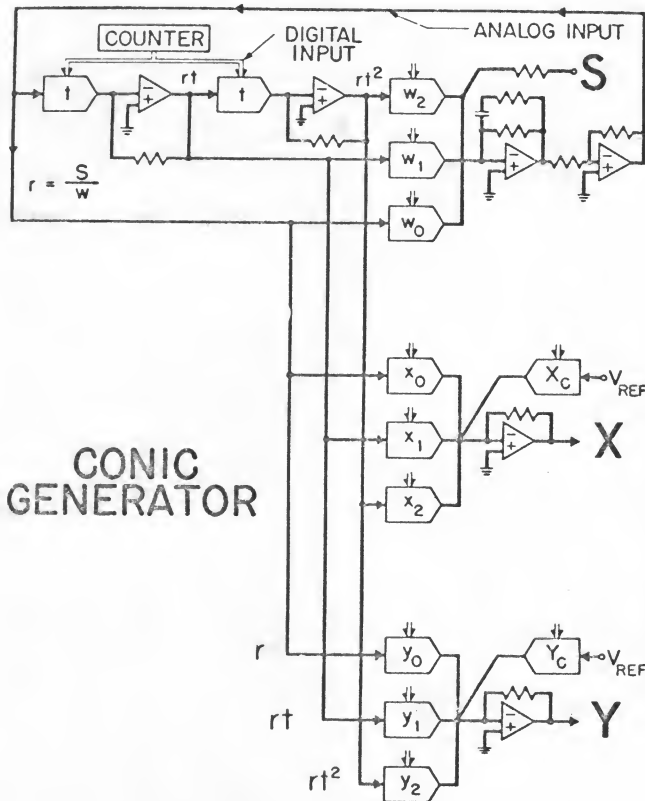 COUNTER
DIGITAL INPUT
ANALOG INPUT
t
rt
t
rt²
w₂
S
w₁
r = S/w
w₀
x₀
X_C
V_REF
x₁
X
x₂
CONIC
GENERATOR
r
y₀
Y_C
V_REF
rt
y₁
Y
rt²
y₂